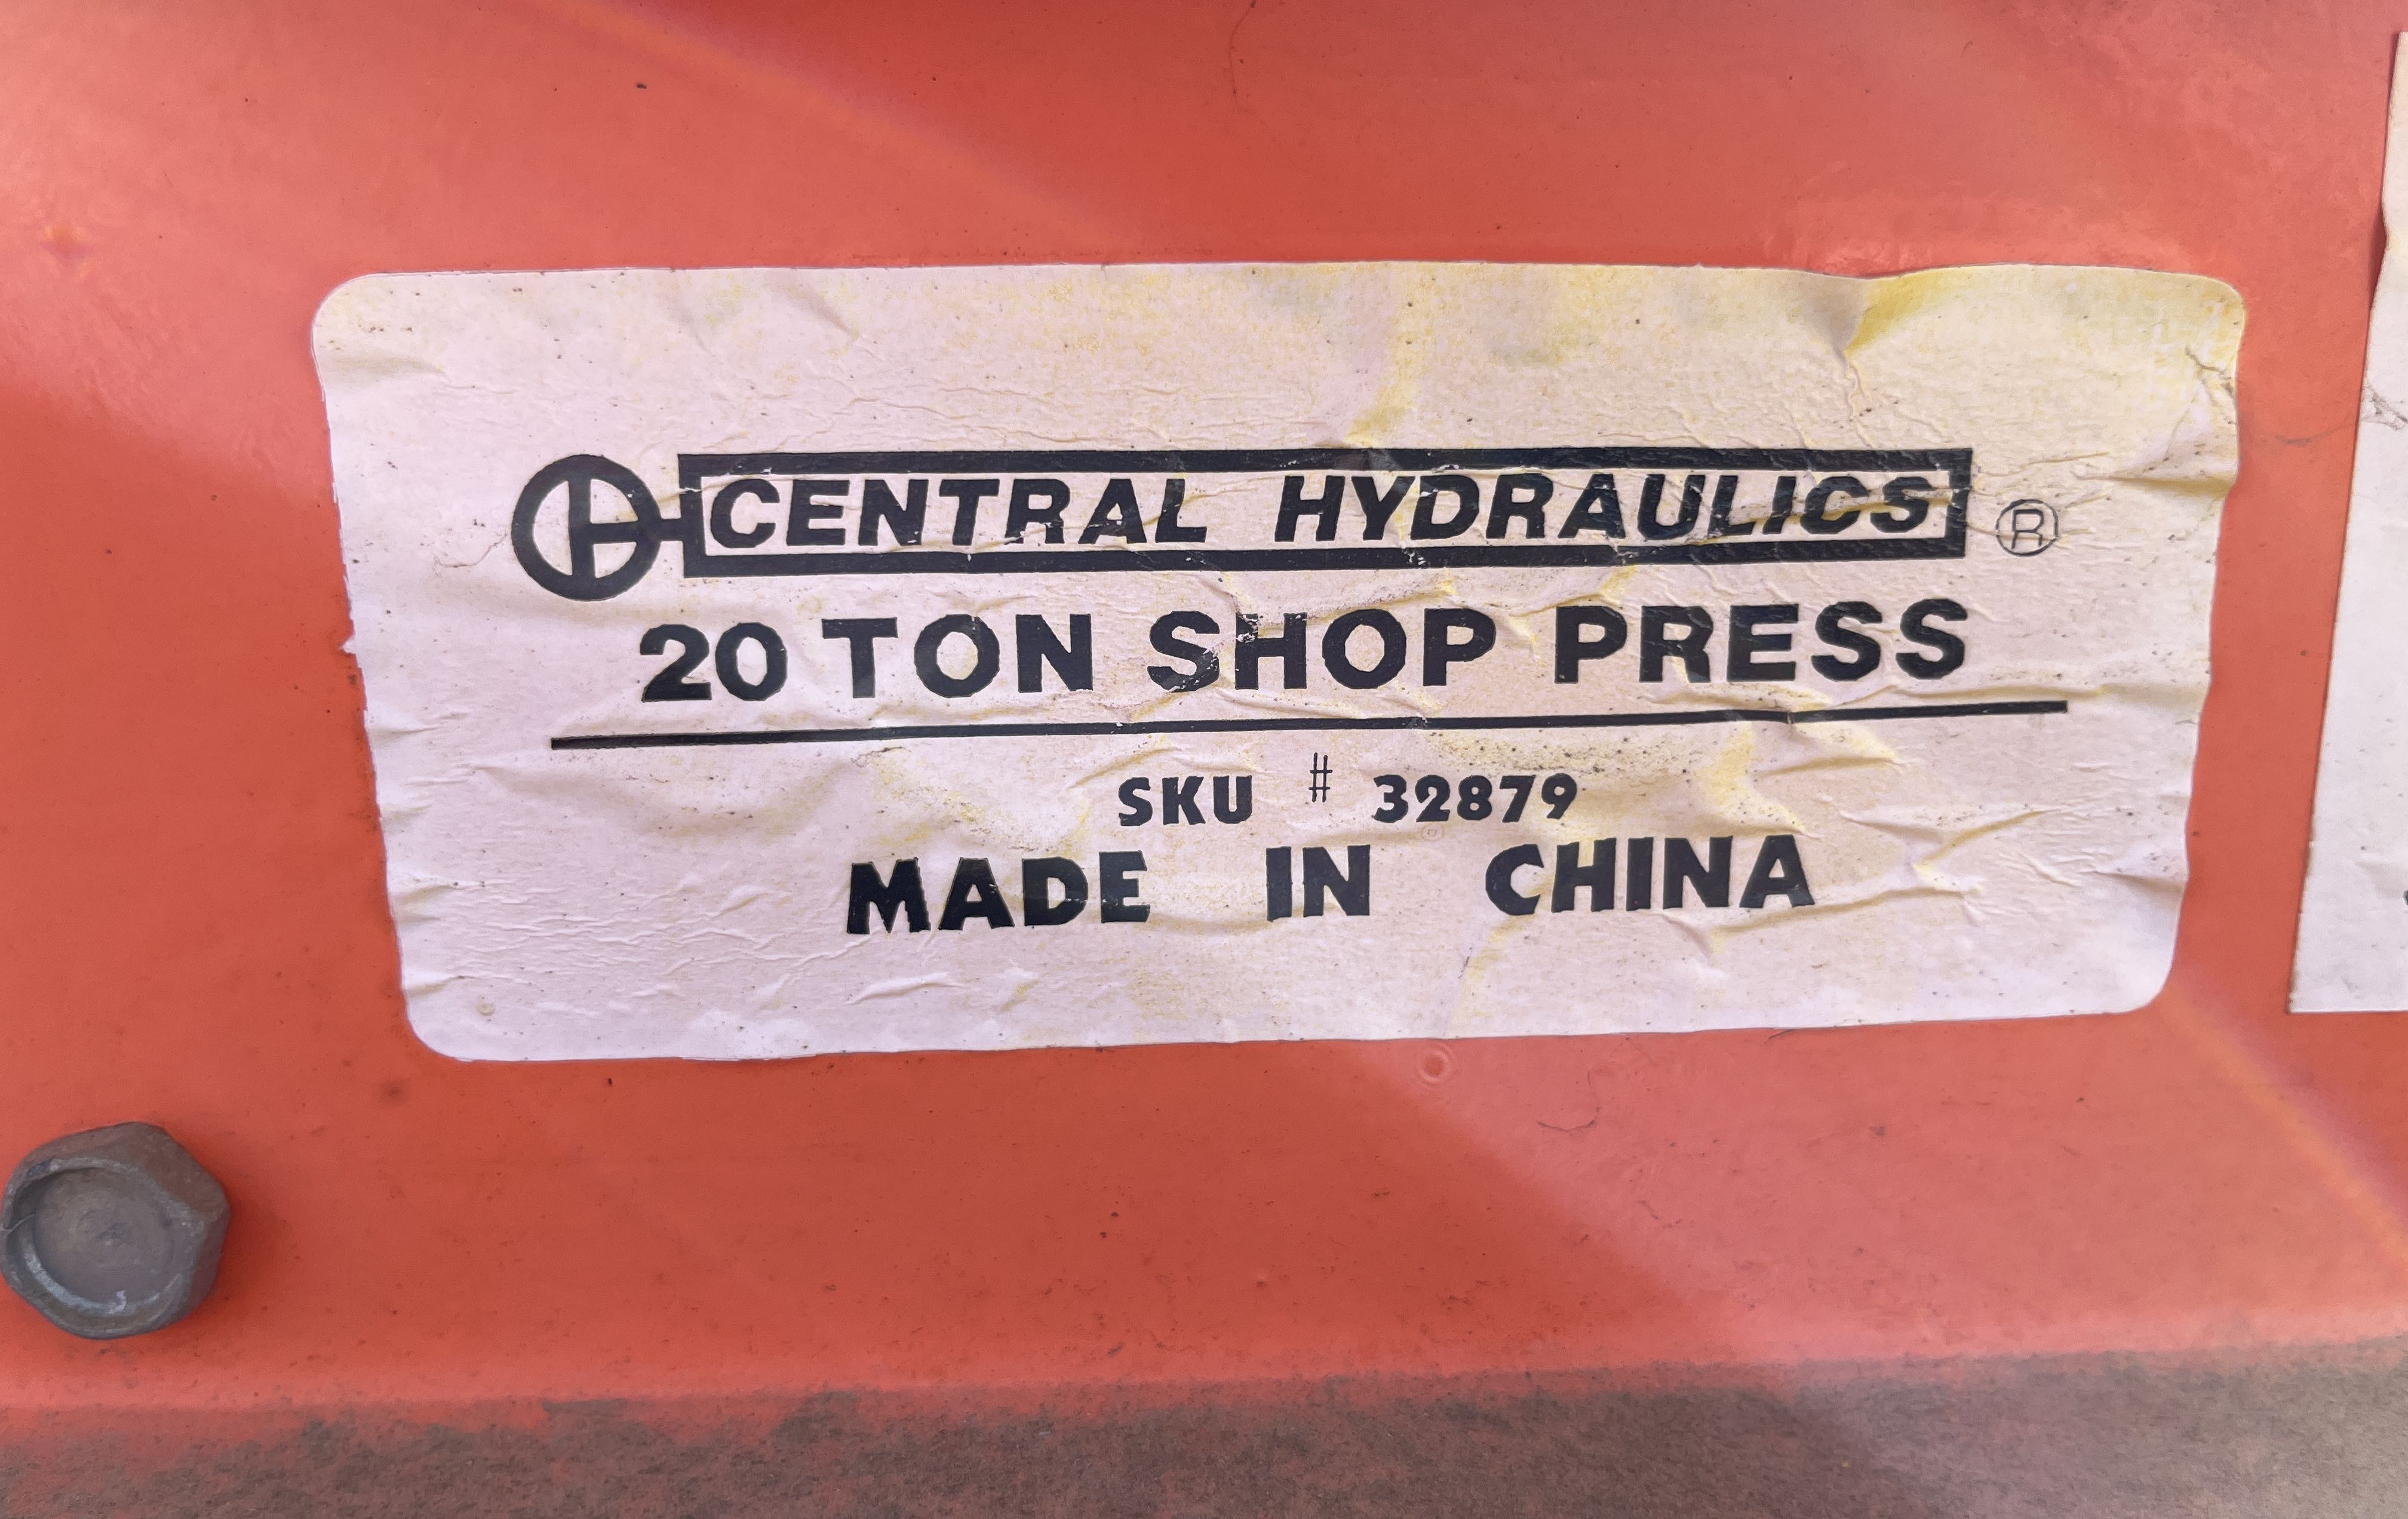 CENTRAL HYDRAULICS ®
20 TON SHOP PRESS
SKU # 32879
MADE IN CHINA